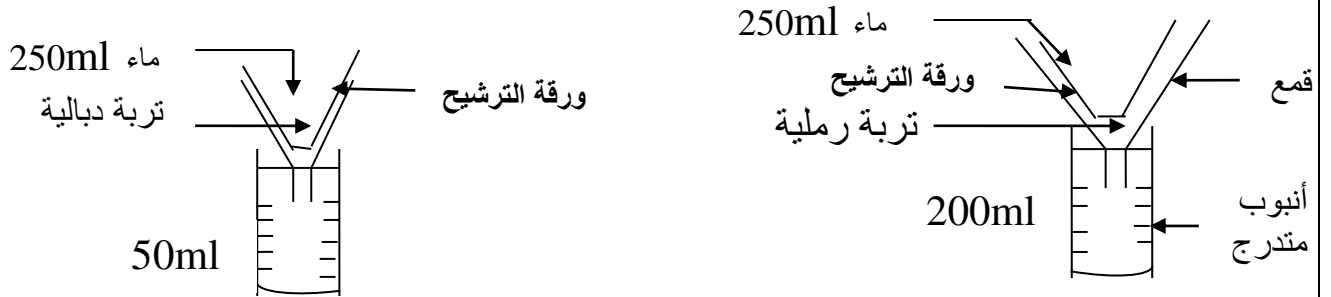 ماء 250ml
ورقة الترشيح
قمع
تربة رملية
200ml
أنبوب
متدرج
ماء 250ml
ورقة الترشيح
تربة دبالية
50ml